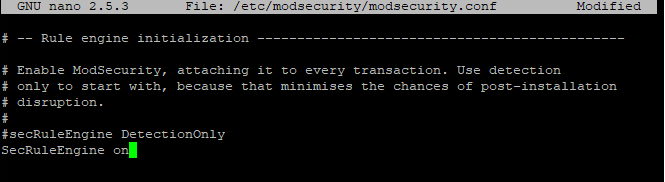 GNU nano 2.5.3 File: /etc/modsecurity/modsecurity.conf Modified
# -- Rule engine initialization ----------------------------------------------
# Enable ModSecurity, attaching it to every transaction. Use detection
# only to start with, because that minimises the chances of post-installation
# disruption.
#
#secRuleEngine DetectionOnly
SecRuleEngine on